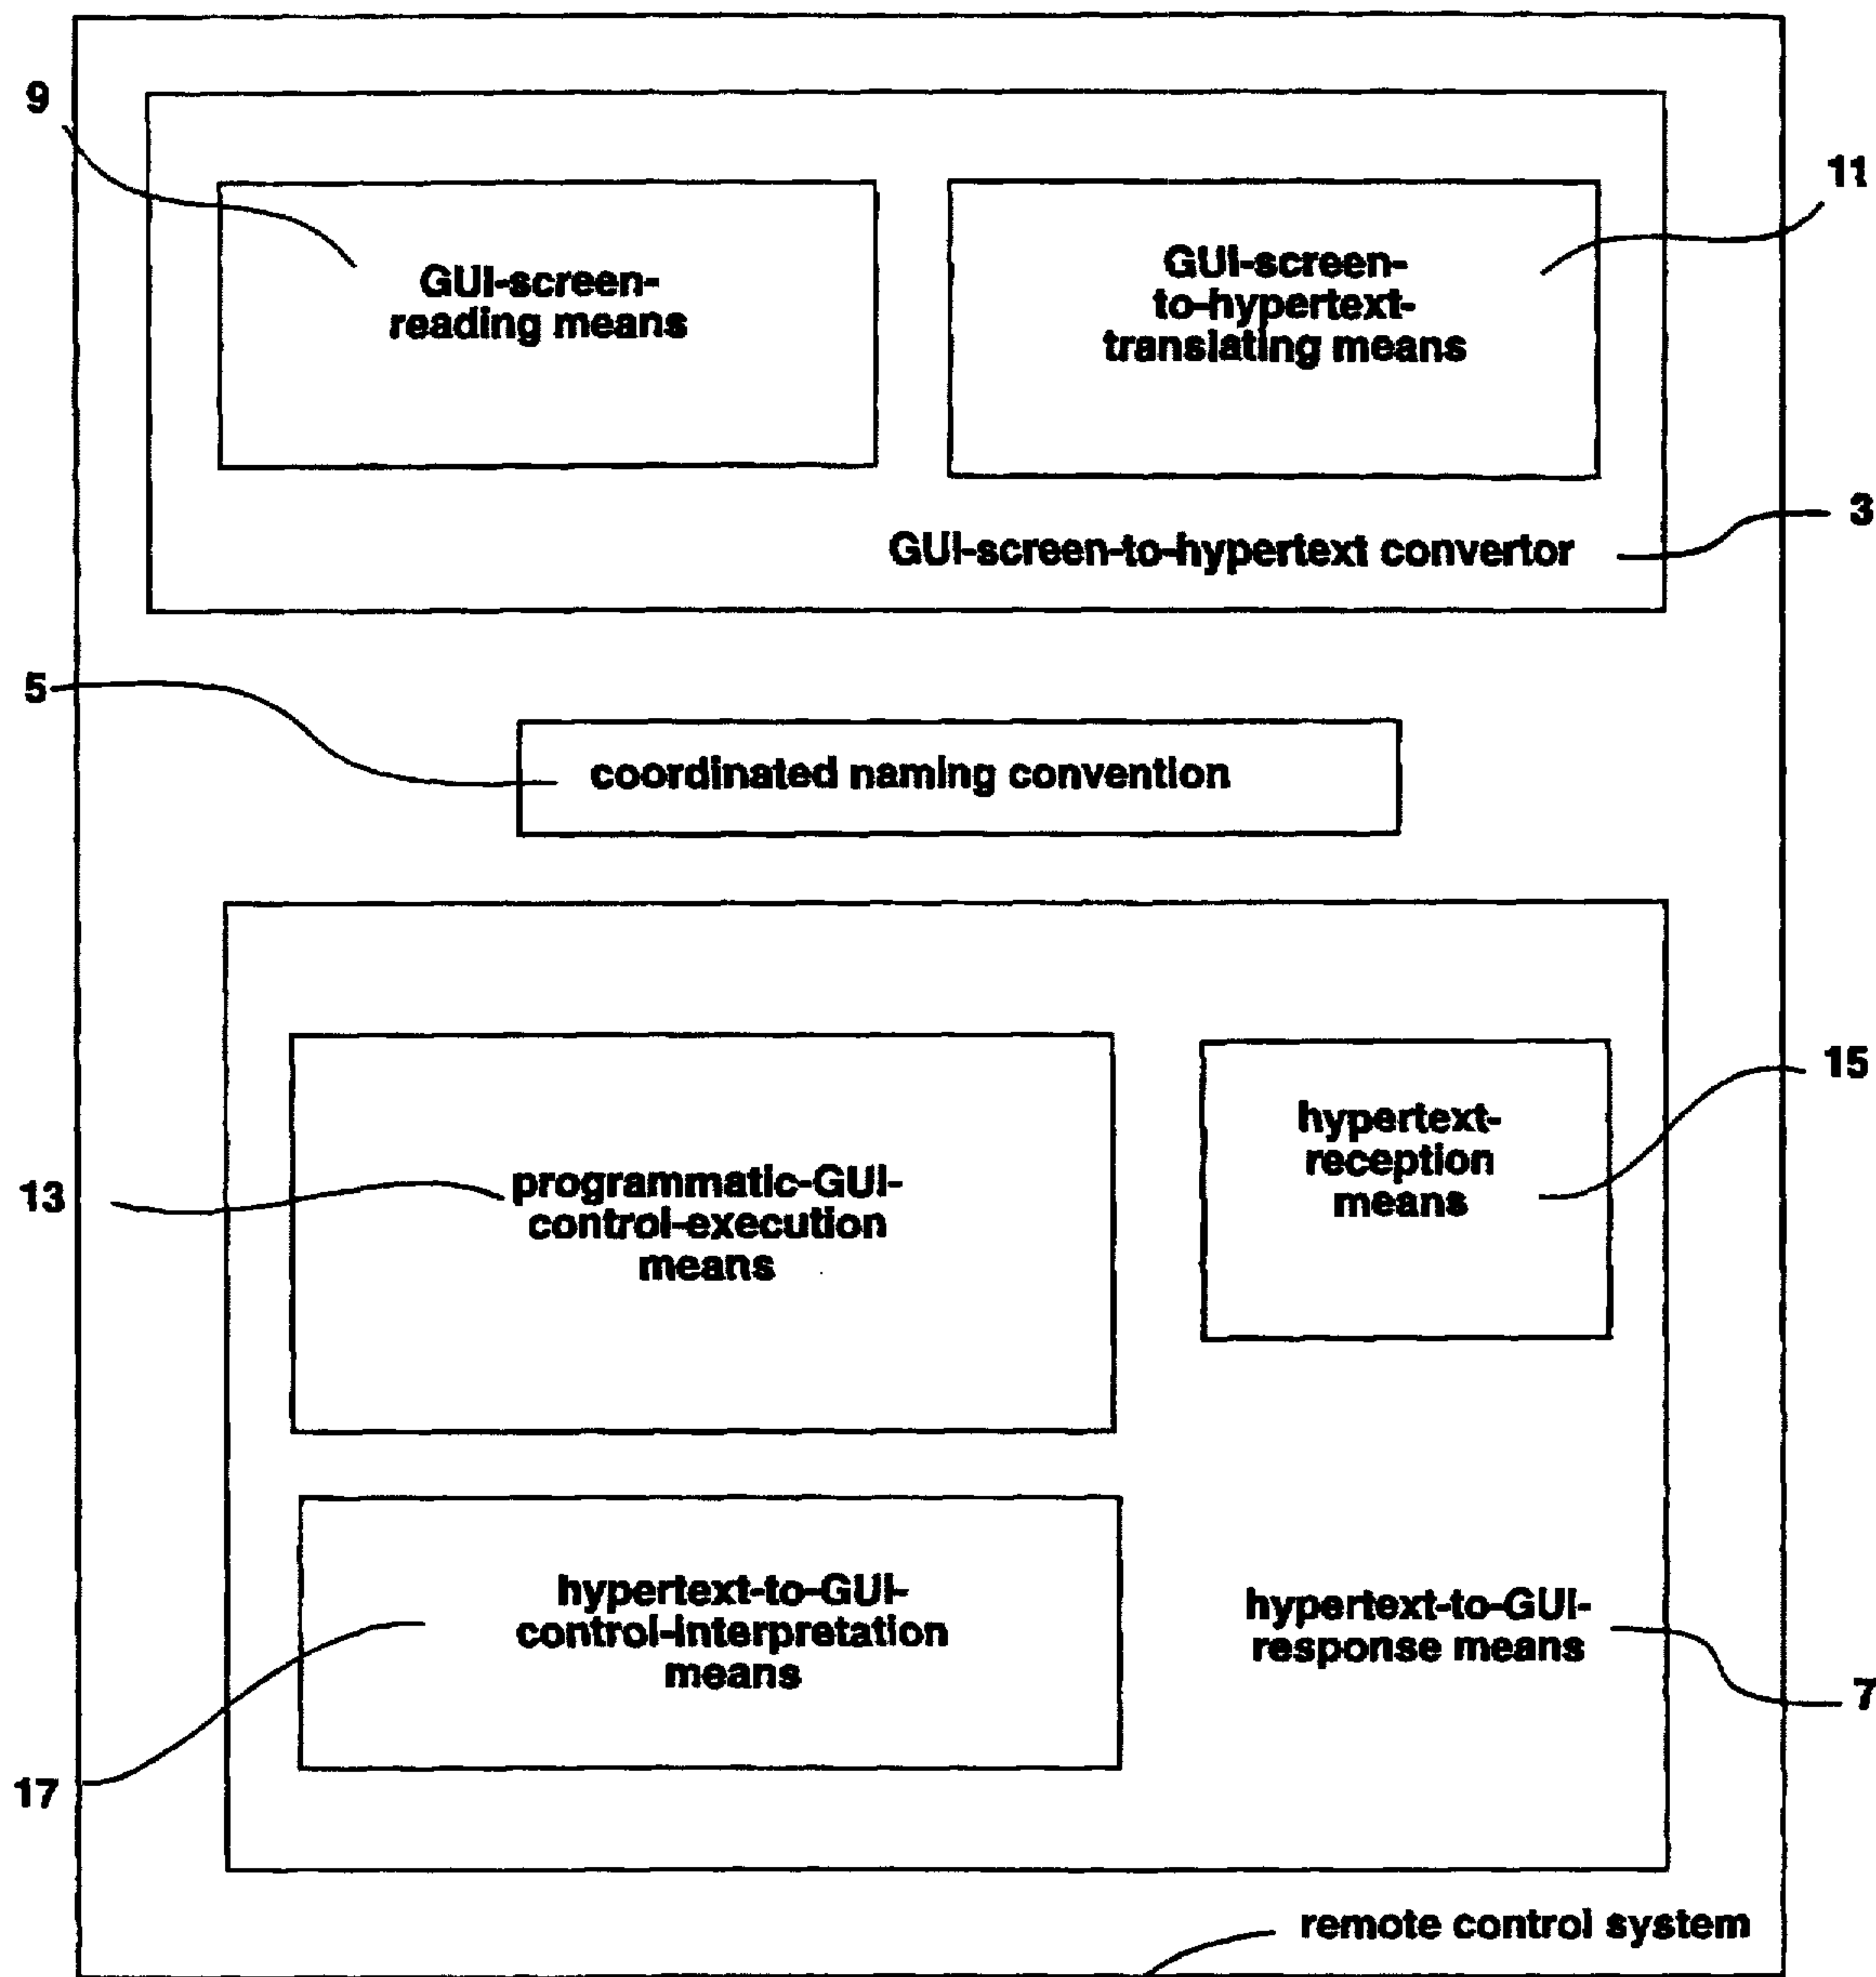 9
11
GUI-screen-
reading means
GUI-screen-
to-hypertext-
translating means
3
GUI-screen-to-hypertext convertor
5
coordinated naming convention
15
hypertext-
reception
means
13
programmatic-GUI-
control-execution
means
hypertext-to-GUI-
control-interpretation
means
hypertext-to-GUI-
response means
7
17
remote control system